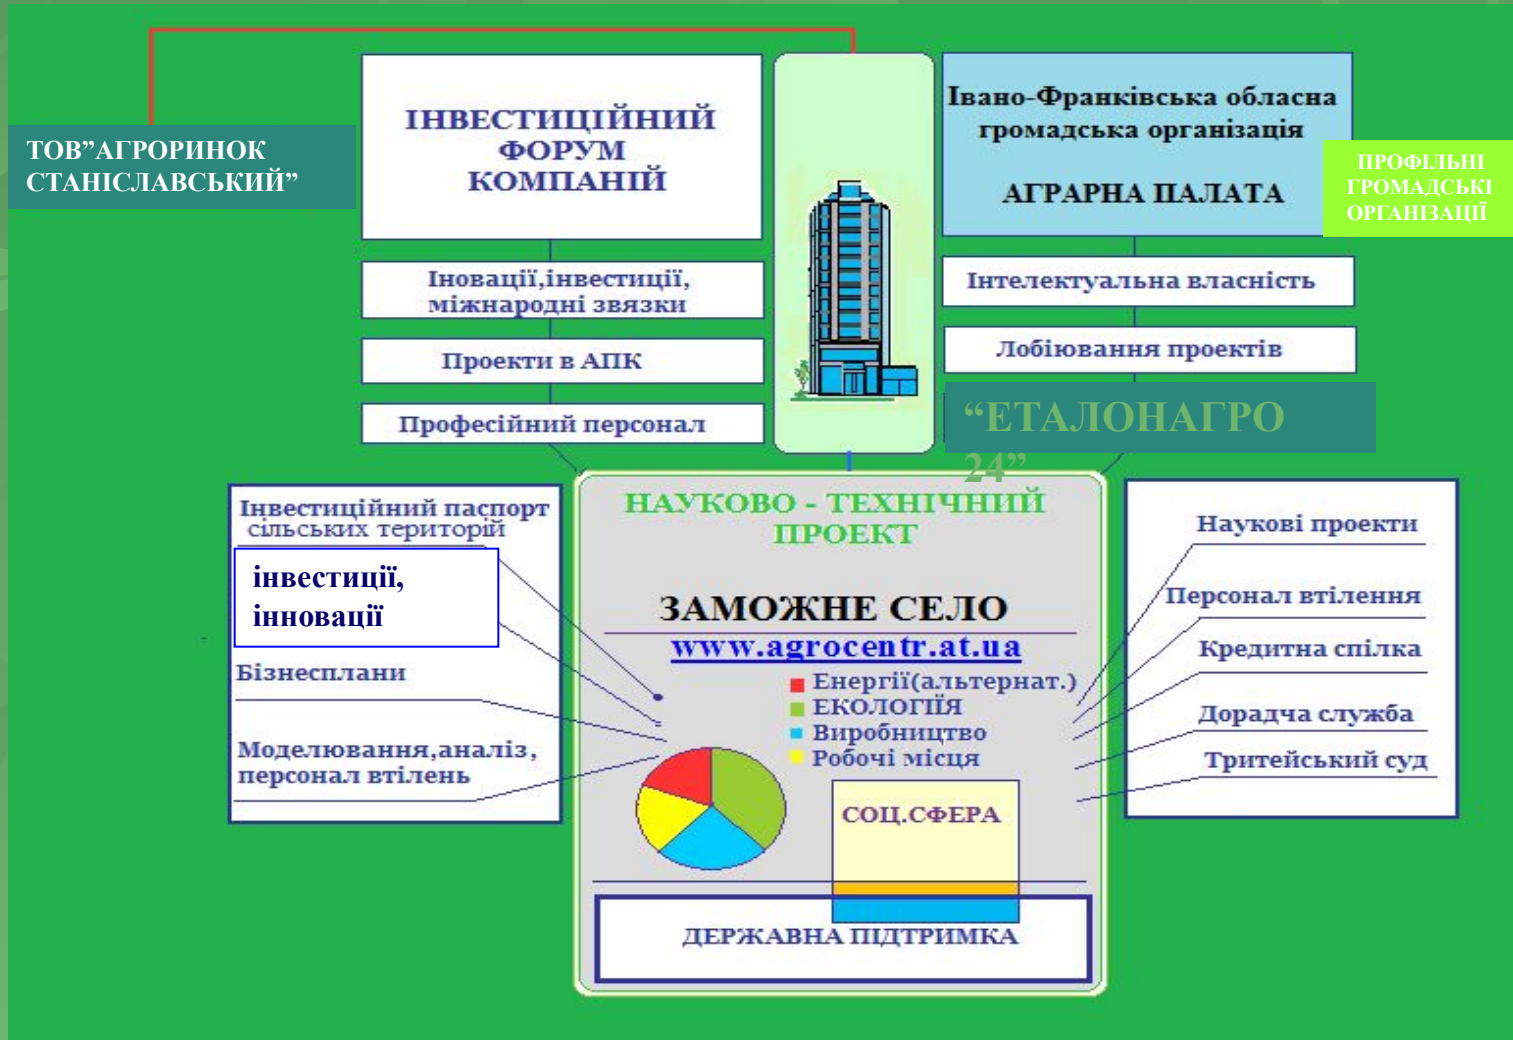 ТОВ”АГРОРИНОК
СТАНІСЛАВСЬКИЙ”
ІНВЕСТИЦІЙНИЙ
ФОРУМ
КОМПАНІЙ
Іновації,інвестиції,
міжнародні звязки
Проекти в АПК
Професійний персонал
Івано-Франківська обласна
громадська організація
АГРАРНА ПАЛАТА
ПРОФІЛЬНІ
ГРОМАДСЬКІ
ОРГАНІЗАЦІЇ
Інтелектуальна власність
Лобіювання проектів
“ЕТАЛОНАГРО
24”
Інвестиційний паспорт
сільських територій
інвестиції,
інновації
Бізнесплани
Моделювання,аналіз,
персонал втілень
НАУКОВО - ТЕХНІЧНИЙ
ПРОЕКТ
ЗАМОЖНЕ СЕЛО
www.agrocentr.at.ua
Енергії(альтернат.)
ЕКОЛОГІЇЯ
Виробництво
Робочі місця
СОЦ.СФЕРА
ДЕРЖАВНА ПІДТРИМКА
Наукові проекти
Персонал втілення
Кредитна спілка
Дорадча служба
Тритейський суд